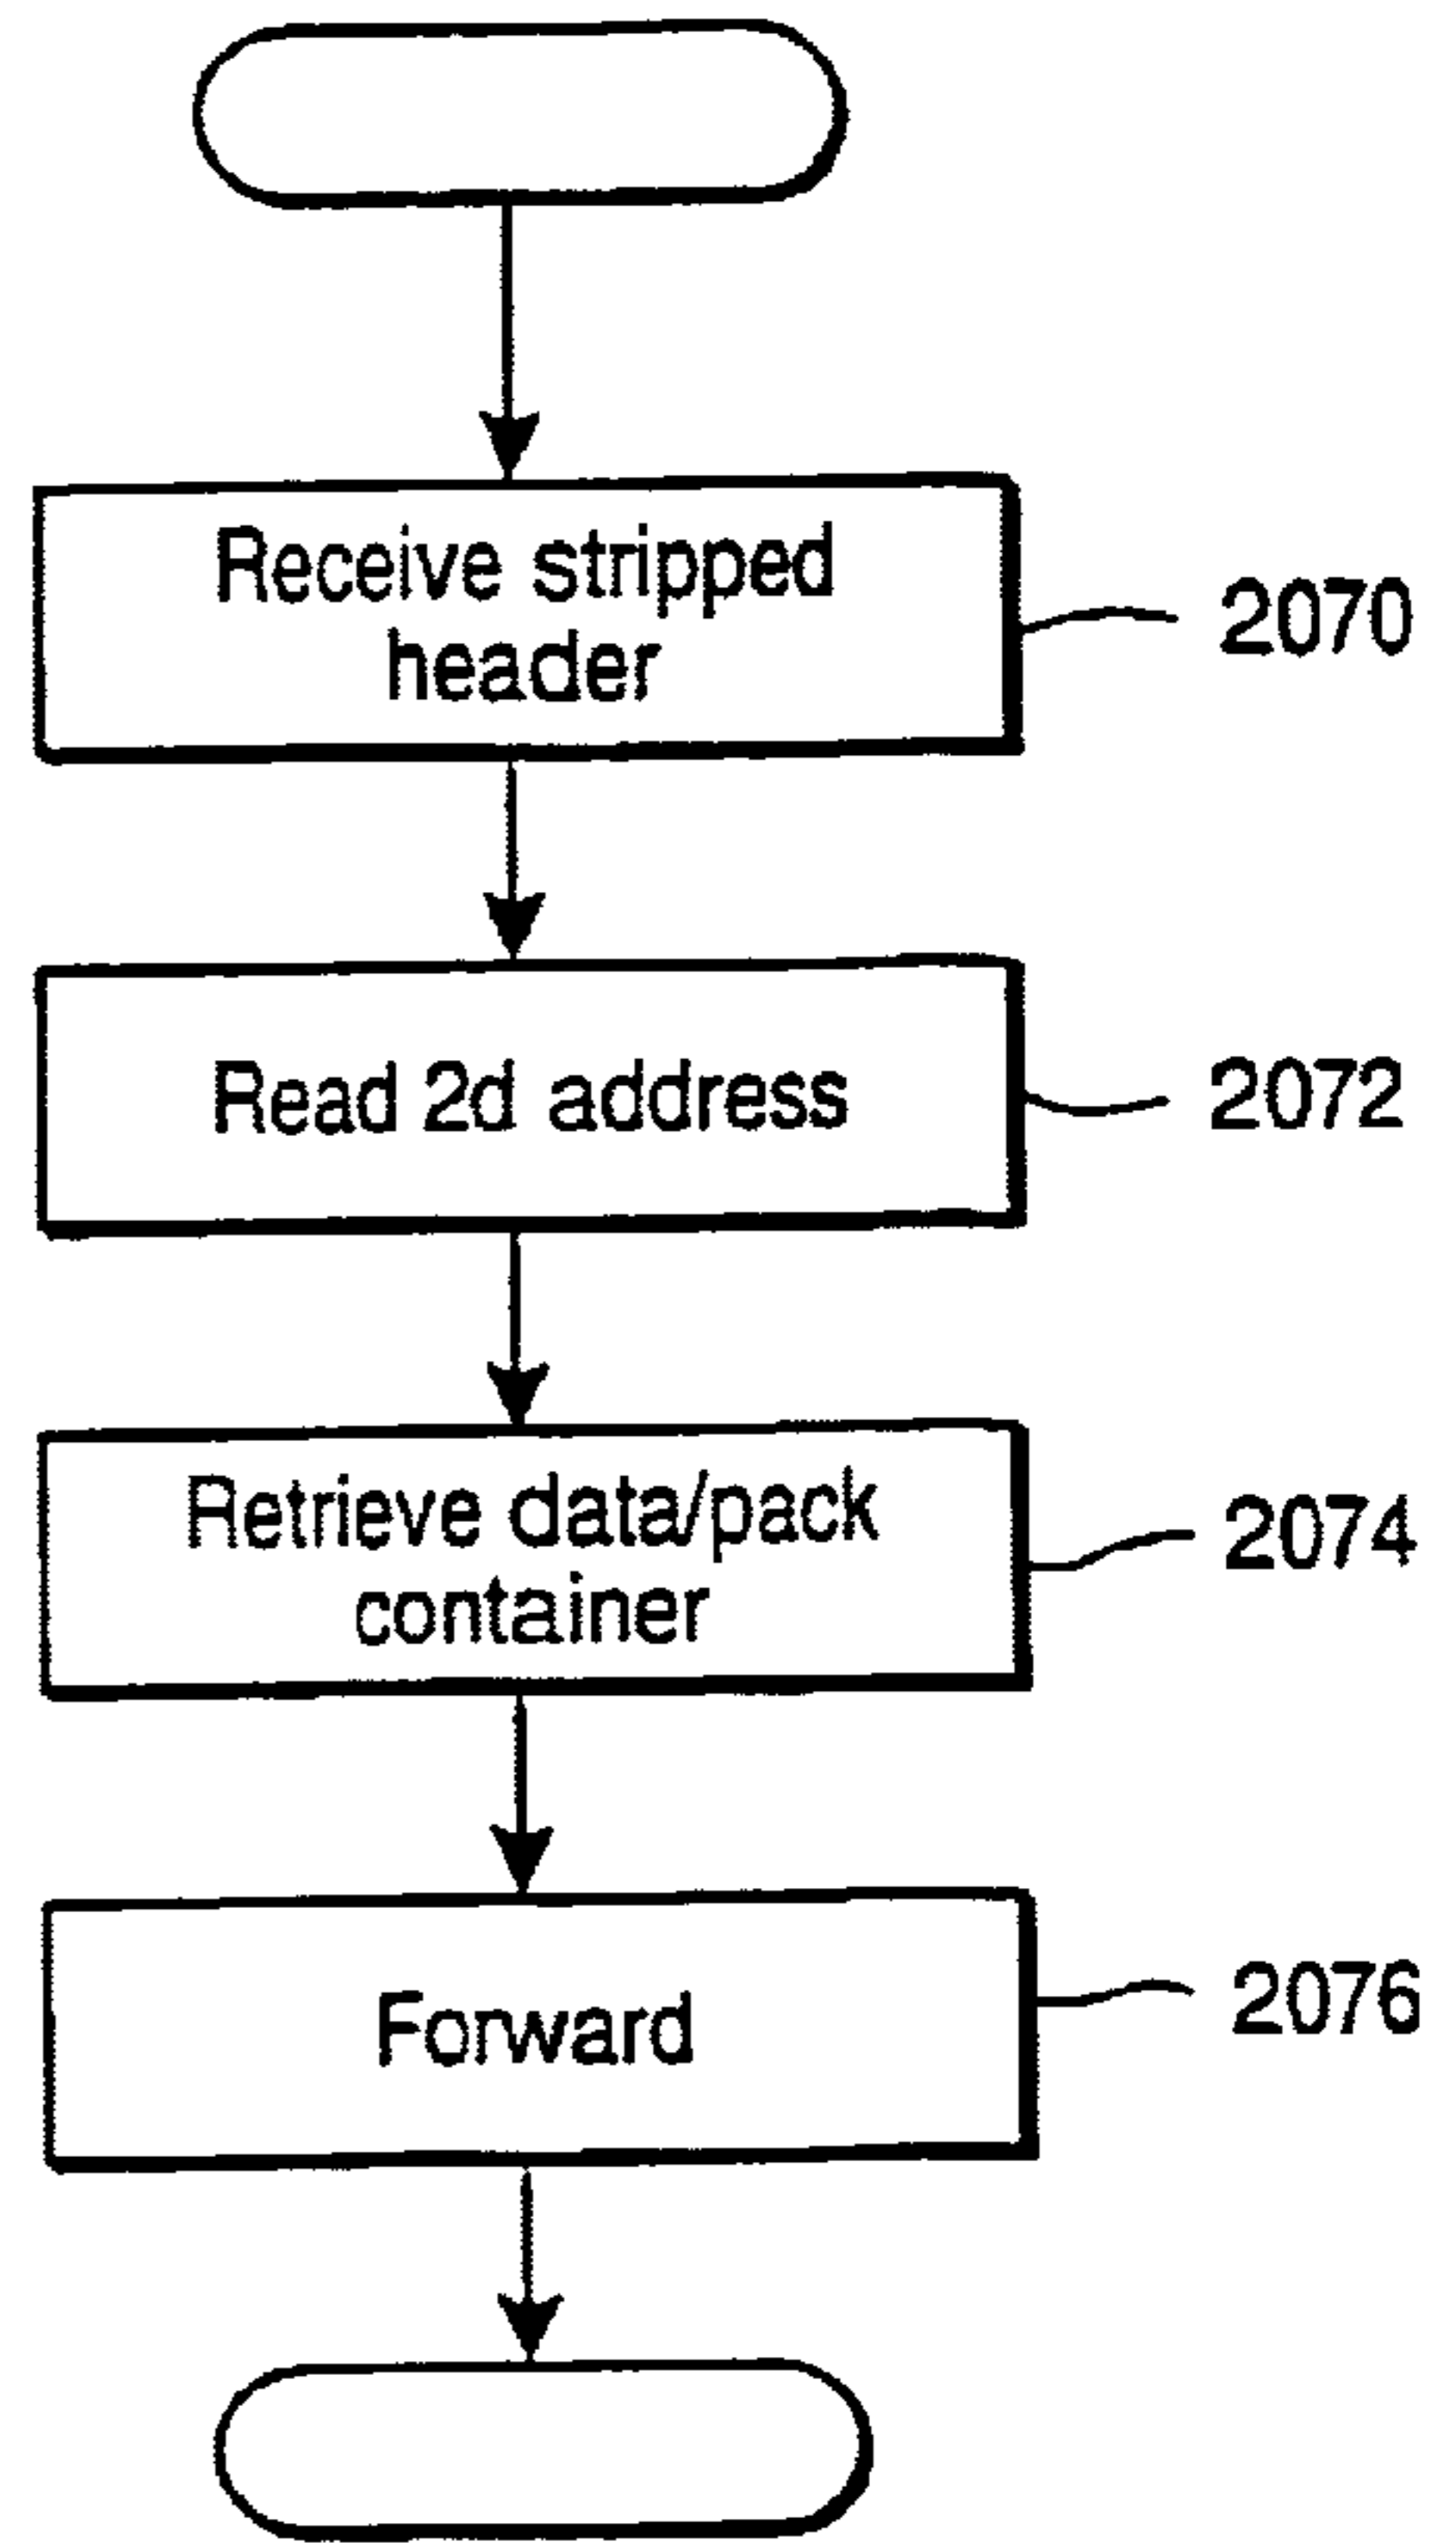 Receive stripped
header
2070
Read 2d address
2072
Retrieve data/pack
container
2074
Forward
2076